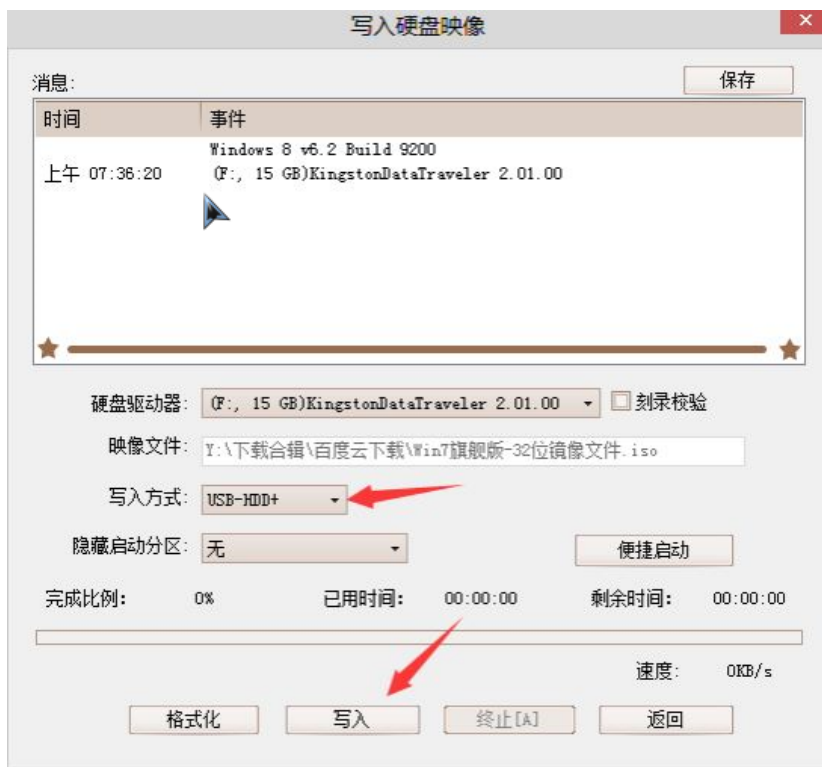 写入硬盘映像
消息:
保存
时间 事件
Windows 8 v6.2 Build 9200
上午 07:36:20 (F:, 15 GB)KingstonDataTraveler 2.01.00
硬盘驱动器: (F:, 15 GB)KingstonDataTraveler 2.01.00 刻录校验
映像文件: Y:\下载合辑\百度云下载\Win7旗舰版-32位镜像文件.iso
写入方式: USB-HDD+
隐藏启动分区: 无 便捷启动
完成比例: 0% 已用时间: 00:00:00 剩余时间: 00:00:00
速度: 0KB/s
格式化 写入 终止[A] 返回